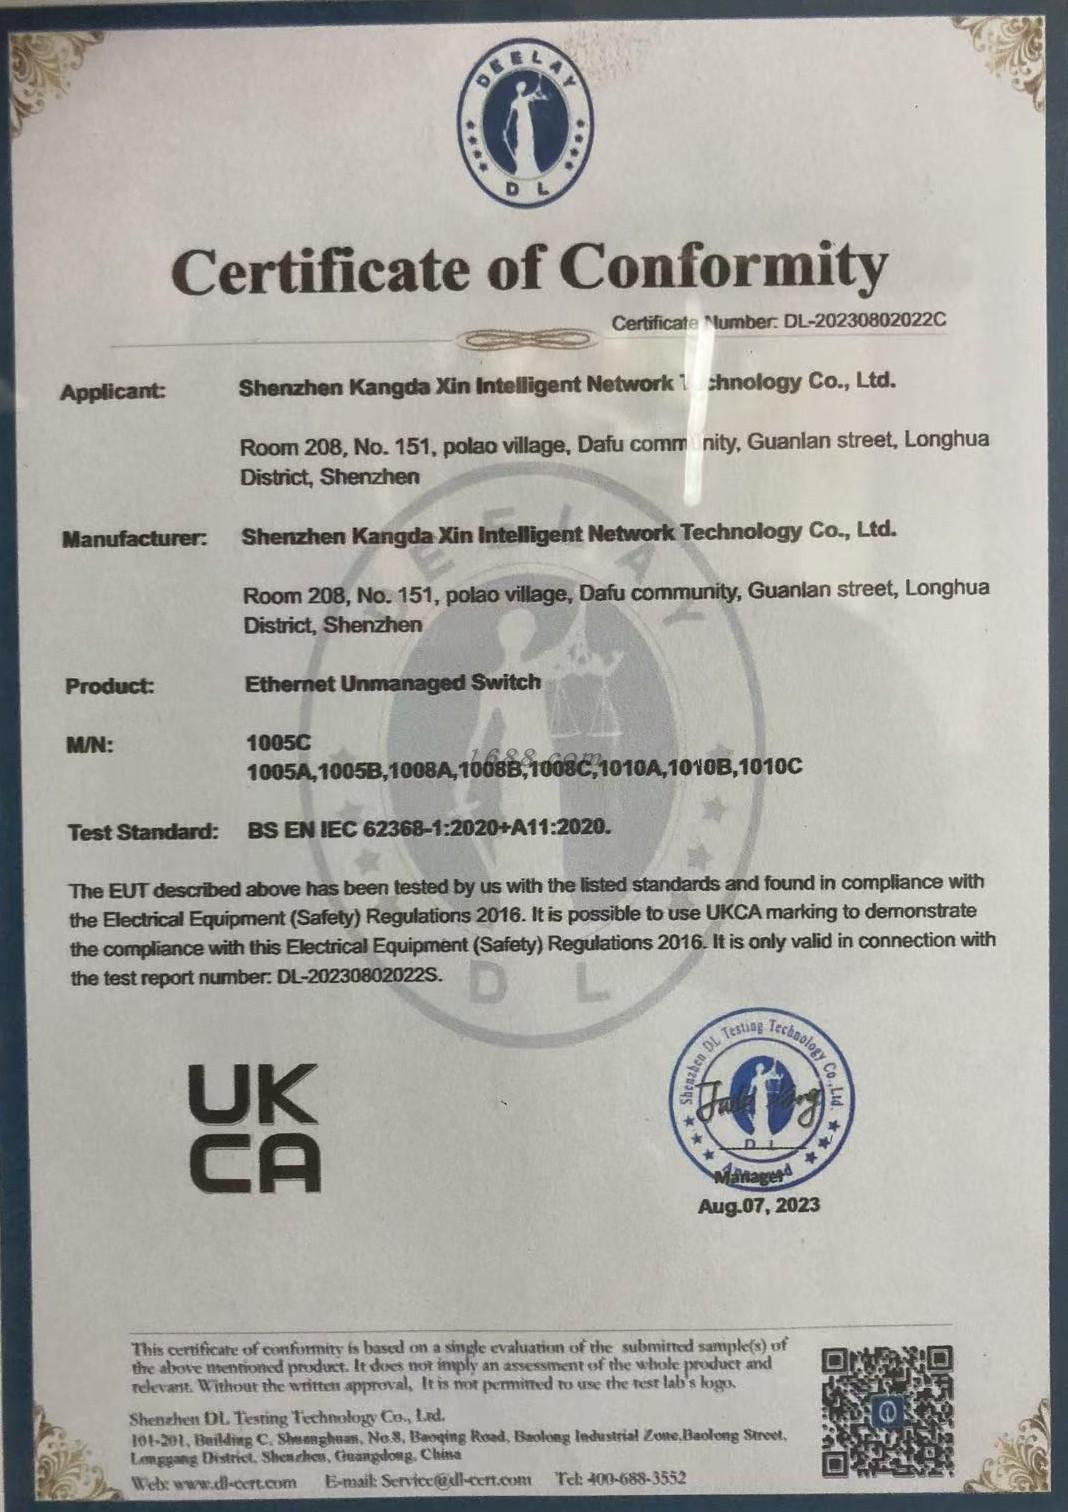 DEELAY
DL
Certificate of Conformity
Certificate Number: DL-20230802022C
Applicant: Shenzhen Kangda Xin Intelligent Network T chnology Co., Ltd.
Room 208, No. 151, polao village, Dafu comm nity, Guanlan street, Longhua
District, Shenzhen
Manufacturer: Shenzhen Kangda Xin Intelligent Network Technology Co., Ltd.
Room 208, No. 151, polao village, Dafu community, Guanlan street, Longhua
District, Shenzhen
Product: Ethernet Unmanaged Switch
M/N: 1005C
1688.com
1005A,1005B,1008A,1008B,1008C,1010A,1010B,1010C
Test Standard: BS EN IEC 62368-1:2020+A11:2020.
The EUT described above has been tested by us with the listed standards and found in compliance with
the Electrical Equipment (Safety) Regulations 2016. It is possible to use UKCA marking to demonstrate
the compliance with this Electrical Equipment (Safety) Regulations 2016. It is only valid in connection with
the test report number: DL-20230802022S.
DEELAY
DL
UK
CA
Shenzhen DL Testing Technology Co.,Ltd.
DL
Approved
Manager
Aug.07, 2023
This certificate of conformity is based on a single evaluation of the submitted sample(s) of
the above mentioned product. It does not imply an assessment of the whole product and
relevant. Without the written approval, It is not permitted to use the test lab's logo.
Shenzhen DL Testing Technology Co., Ltd.
101-201, Building C, Shuanghuan, No.8, Baoqing Road, Baolong Industrial Zone,Baolong Street,
Longgang District, Shenzhen, Guangdong, China
Web: www.dl-cert.com E-mail: Service@dl-cert.com Tel: 400-688-3552